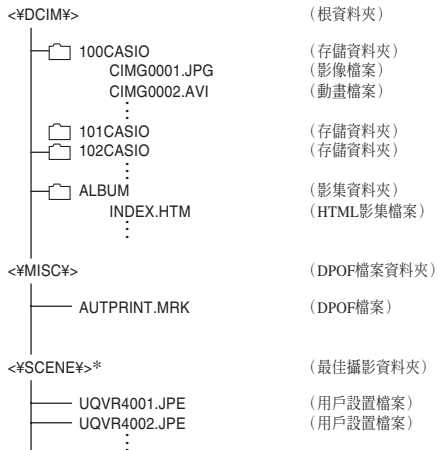 <¥DCIM¥> （根資料夾）
100CASIO （存儲資料夾）
CIMG0001.JPG （影像檔案）
CIMG0002.AVI （動畫檔案）
101CASIO （存儲資料夾）
102CASIO （存儲資料夾）
ALBUM （影集資料夾）
INDEX.HTM （HTML影集檔案）
<¥MISC¥> （DPOF檔案資料夾）
AUTPRINT.MRK （DPOF檔案）
<¥SCENE¥>* （最佳攝影資料夾）
UQVR4001.JPE （用戶設置檔案）
UQVR4002.JPE （用戶設置檔案）